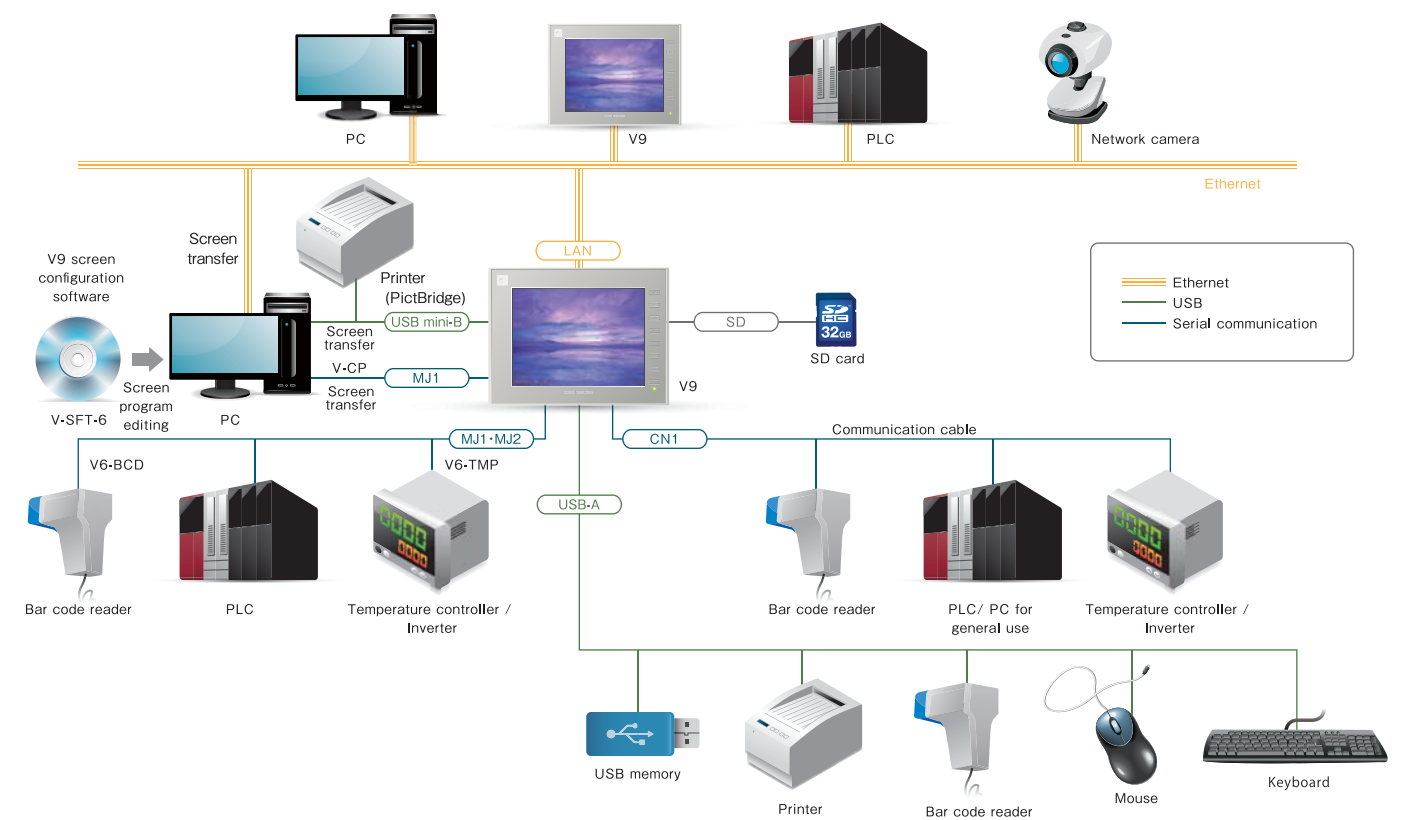 PC
V9
PLC
Network camera
Ethernet
LAN
Screen
transfer
V9 screen
configuration
software
Printer
(PictBridge)
USB mini-B
Screen
transfer
V-CP
MJ1
Screen
transfer
SD
32GB
SD card
V9
Ethernet
USB
Serial communication
V-SFT-6
Screen
program
editing
PC
MJ1・MJ2
CN1
Communication cable
V6-BCD
V6-TMP
USB-A
Bar code reader
PLC
Temperature controller /
Inverter
Bar code reader
PLC/ PC for
general use
Temperature controller /
Inverter
USB memory
Printer
Bar code reader
Mouse
Keyboard